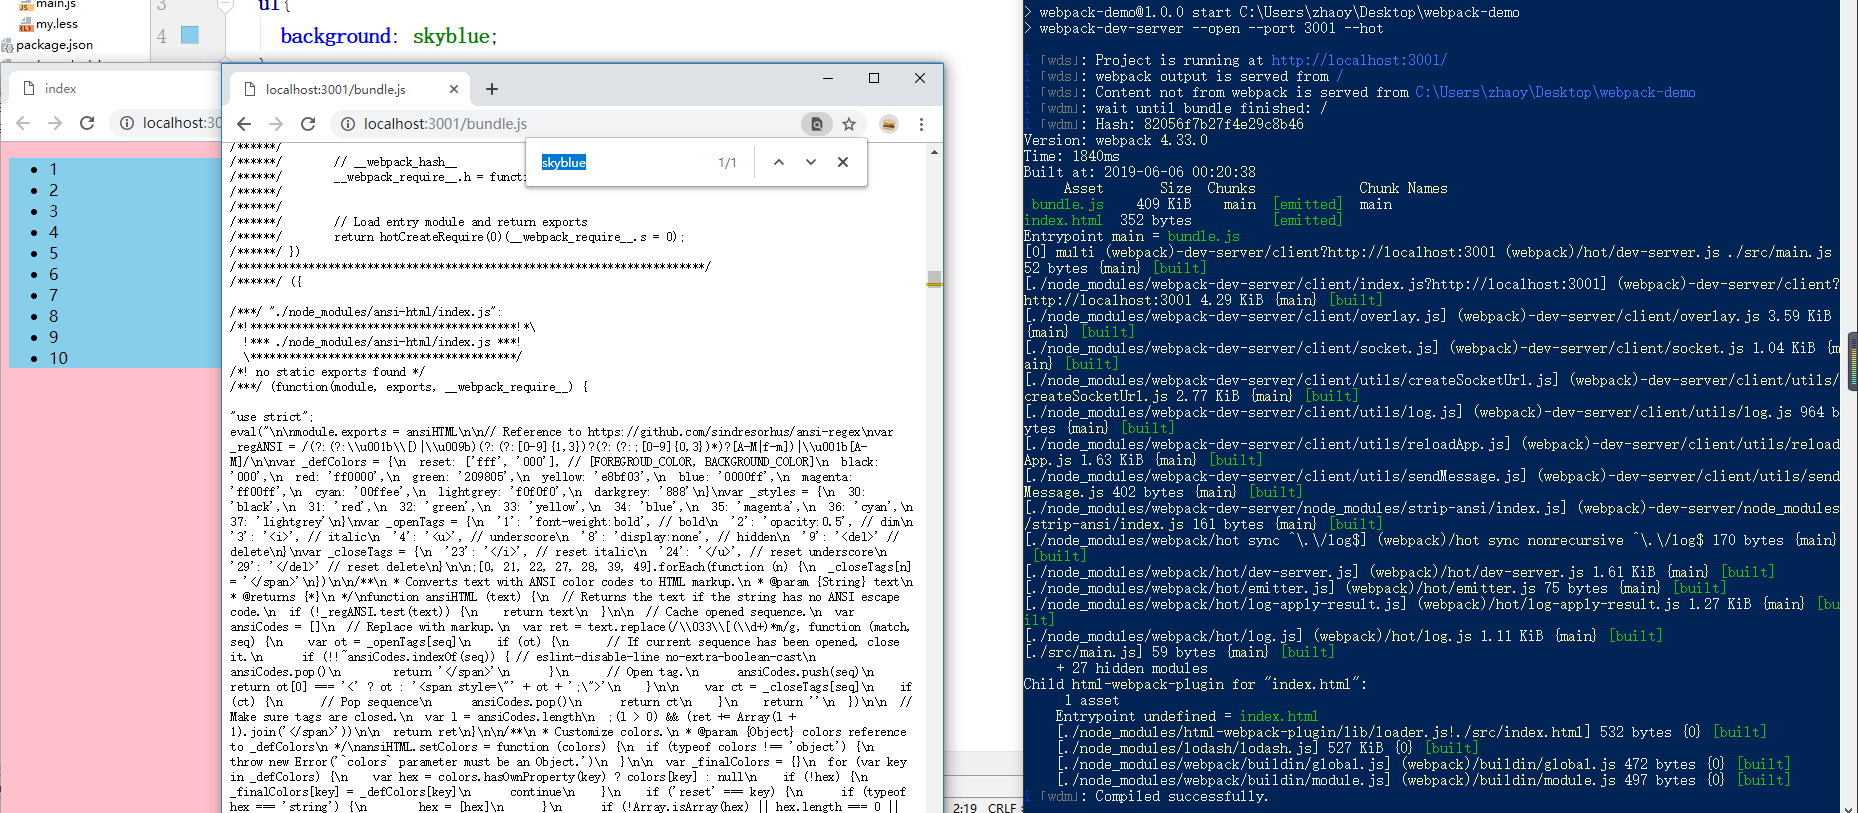 main.js
my.less
package.json
3
ul{
4
background: skyblue;
index
localhost:30
1
2
3
4
5
6
7
8
9
10
localhost:3001/bundle.js
localhost:3001/bundle.js
skyblue
1/1
/******/
/******/ // __webpack_hash__
/******/ __webpack_require__.h = functi
/******/
/******/
/******/ // Load entry module and return exports
/******/ return hotCreateRequire(0)(__webpack_require__.s = 0);
/******/ })
/************************************************************************/
/******/ ({

/***/ "./node_modules/ansi-html/index.js":
/*!*****************************************!*\
  !*** ./node_modules/ansi-html/index.js ***!
  \*****************************************/
/*! no static exports found */
/***/ (function(module, exports, __webpack_require__) {

"use strict";
eval("\n\nmodule.exports = ansiHTML\n\n// Reference to https://github.com/sindresorhus/ansi-regex\nvar
_regANSI = /(?:(?:\\u001b\\[)|\\u009b)(?:(?:[0-9]{1,3})?(?:(?:;[0-9]{0,3})*)?[A-M|f-m])|\\u001b[A-
M]/\n\nvar _defColors = {\n  reset: ['fff', '000'], // [FOREGROUD_COLOR, BACKGROUND_COLOR]\n  black:
'000',\n  red: 'ff0000',\n  green: '209805',\n  yellow: 'e8bf03',\n  blue: '0000ff',\n  magenta:
'ff00ff',\n  cyan: '00ffee',\n  lightgrey: 'f0f0f0',\n  darkgrey: '888'\n}\nvar _styles = {\n  30:
'black',\n  31: 'red',\n  32: 'green',\n  33: 'yellow',\n  34: 'blue',\n  35: 'magenta',\n  36: 'cyan',\n
37: 'lightgrey'\n}\nvar _openTags = {\n  '1': 'font-weight:bold', // bold\n  '2': 'opacity:0.5', // dim\n
'3': '<i>', // italic\n  '4': '<u>', // underscore\n  '8': 'display:none', // hidden\n  '9': '<del>' //
delete\n}\nvar _closeTags = {\n  '23': '</i>', // reset italic\n  '24': '</u>', // reset underscore\n
'29': '</del>' // reset delete\n}\n\n;[0, 21, 22, 27, 28, 39, 49].forEach(function (n) {\n  _closeTags[n]
= '</span>'\n})\n\n/**\n * Converts text with ANSI color codes to HTML markup.\n * @param {String} text\n
* @returns {*}\n */\nfunction ansiHTML (text) {\n  // Returns the text if the string has no ANSI escape
code.\n  if (!_regANSI.test(text)) {\n    return text\n  }\n\n  // Cache opened sequence.\n  var
ansiCodes = []\n  // Replace with markup.\n  var ret = text.replace(/\\033\\[(\\d+)*m/g, function (match,
seq) {\n    var ot = _openTags[seq]\n    if (ot) {\n      // If current sequence has been opened, close
it.\n      if (!!~ansiCodes.indexOf(seq)) { // eslint-disable-line no-extra-boolean-cast\n
ansiCodes.pop()\n        return '</span>'\n      }\n      // Open tag.\n      ansiCodes.push(seq)\n
return ot[0] === '<' ? ot : '<span style=\"' + ot + ';\">'\n    }\n\n    var ct = _closeTags[seq]\n    if
(ct) {\n      // Pop sequence\n      ansiCodes.pop()\n      return ct\n    }\n    return ''\n  })\n\n  //
Make sure tags are closed.\n  var l = ansiCodes.length\n  ;(l > 0) && (ret += Array(l +
1).join('</span>'))\n\n  return ret\n}\n\n/**\n * Customize colors.\n * @param {Object} colors reference
to _defColors\n */\nansiHTML.setColors = function (colors) {\n  if (typeof colors !== 'object') {\n
throw new Error('`colors` parameter must be an Object.')\n  }\n\n  var _finalColors = {}\n  for (var key
in _defColors) {\n    var hex = colors.hasOwnProperty(key) ? colors[key] : null\n    if (!hex) {\n
_finalColors[key] = _defColors[key]\n      continue\n    }\n    if ('reset' === key) {\n      if (typeof
hex === 'string') {\n        hex = [hex]\n      }\n      if (!Array.isArray(hex) || hex.length === 0 ||
2:19 CRLF
> webpack-demo@1.0.0 start C:\Users\zhaoy\Desktop\webpack-demo
> webpack-dev-server --open --port 3001 --hot

i ｢wds｣: Project is running at http://localhost:3001/
i ｢wds｣: webpack output is served from /
i ｢wds｣: Content not from webpack is served from C:\Users\zhaoy\Desktop\webpack-demo
i ｢wdm｣: wait until bundle finished: /
i ｢wdm｣: Hash: 82056f7b27f4e29c8b46
Version: webpack 4.33.0
Time: 1840ms
Built at: 2019-06-06 00:20:38
Asset Size Chunks Chunk Names
bundle.js 409 KiB main [emitted] main
index.html 352 bytes [emitted]
Entrypoint main = bundle.js
[0] multi (webpack)-dev-server/client?http://localhost:3001 (webpack)/hot/dev-server.js ./src/main.js
52 bytes {main} [built]
[./node_modules/webpack-dev-server/client/index.js?http://localhost:3001] (webpack)-dev-server/client?
http://localhost:3001 4.29 KiB {main} [built]
[./node_modules/webpack-dev-server/client/overlay.js] (webpack)-dev-server/client/overlay.js 3.59 KiB
{main} [built]
[./node_modules/webpack-dev-server/client/socket.js] (webpack)-dev-server/client/socket.js 1.04 KiB {m
ain} [built]
[./node_modules/webpack-dev-server/client/utils/createSocketUrl.js] (webpack)-dev-server/client/utils/
createSocketUrl.js 2.77 KiB {main} [built]
[./node_modules/webpack-dev-server/client/utils/log.js] (webpack)-dev-server/client/utils/log.js 964 b
ytes {main} [built]
[./node_modules/webpack-dev-server/client/utils/reloadApp.js] (webpack)-dev-server/client/utils/reload
App.js 1.63 KiB {main} [built]
[./node_modules/webpack-dev-server/client/utils/sendMessage.js] (webpack)-dev-server/client/utils/send
Message.js 402 bytes {main} [built]
[./node_modules/webpack-dev-server/node_modules/strip-ansi/index.js] (webpack)-dev-server/node_modules
/strip-ansi/index.js 161 bytes {main} [built]
[./node_modules/webpack/hot sync ^\.\/log$] (webpack)/hot sync nonrecursive ^\.\/log$ 170 bytes {main}
[built]
[./node_modules/webpack/hot/dev-server.js] (webpack)/hot/dev-server.js 1.61 KiB {main} [built]
[./node_modules/webpack/hot/emitter.js] (webpack)/hot/emitter.js 75 bytes {main} [built]
[./node_modules/webpack/hot/log-apply-result.js] (webpack)/hot/log-apply-result.js 1.27 KiB {main} [bu
ilt]
[./node_modules/webpack/hot/log.js] (webpack)/hot/log.js 1.11 KiB {main} [built]
[./src/main.js] 59 bytes {main} [built]
+ 27 hidden modules
Child html-webpack-plugin for "index.html":
1 asset
Entrypoint undefined = index.html
[./node_modules/html-webpack-plugin/lib/loader.js!./src/index.html] 532 bytes {0} [built]
[./node_modules/lodash/lodash.js] 527 KiB {0} [built]
[./node_modules/webpack/buildin/global.js] (webpack)/buildin/global.js 472 bytes {0} [built]
[./node_modules/webpack/buildin/module.js] (webpack)/buildin/module.js 497 bytes {0} [built]
i ｢wdm｣: Compiled successfully.